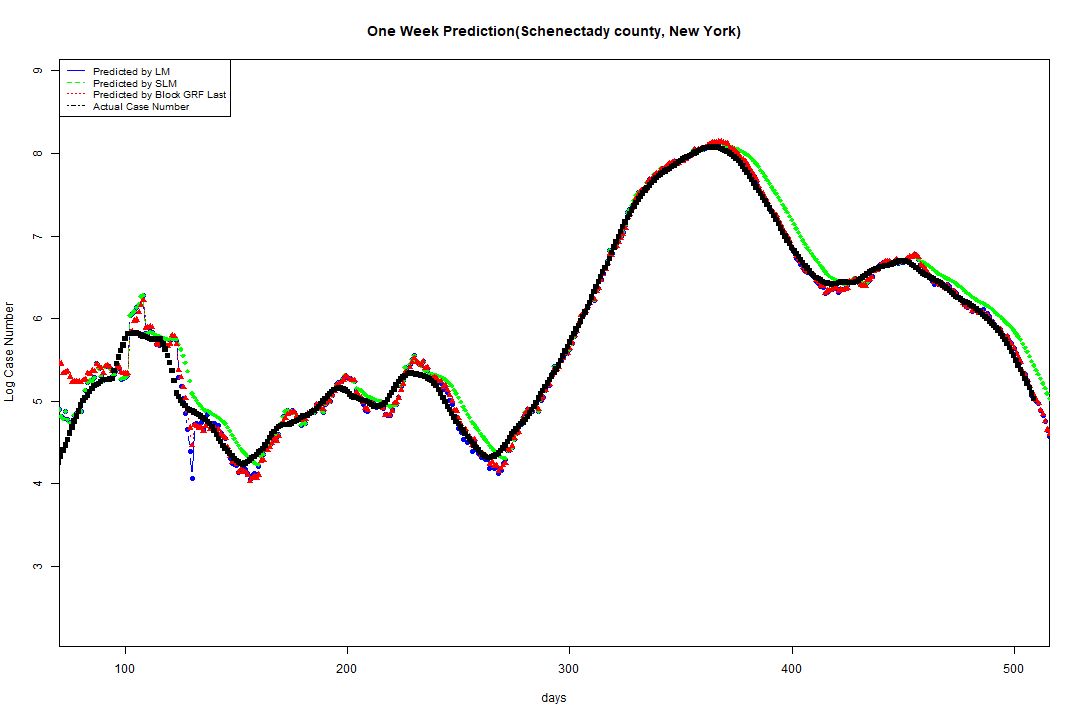 One Week Prediction(Schenectady county, New York)
Predicted by LM
Predicted by SLM
Predicted by Block GRF Last
Actual Case Number
9
8
7
6
5
4
3
Log Case Number
100 200 300 400 500
days